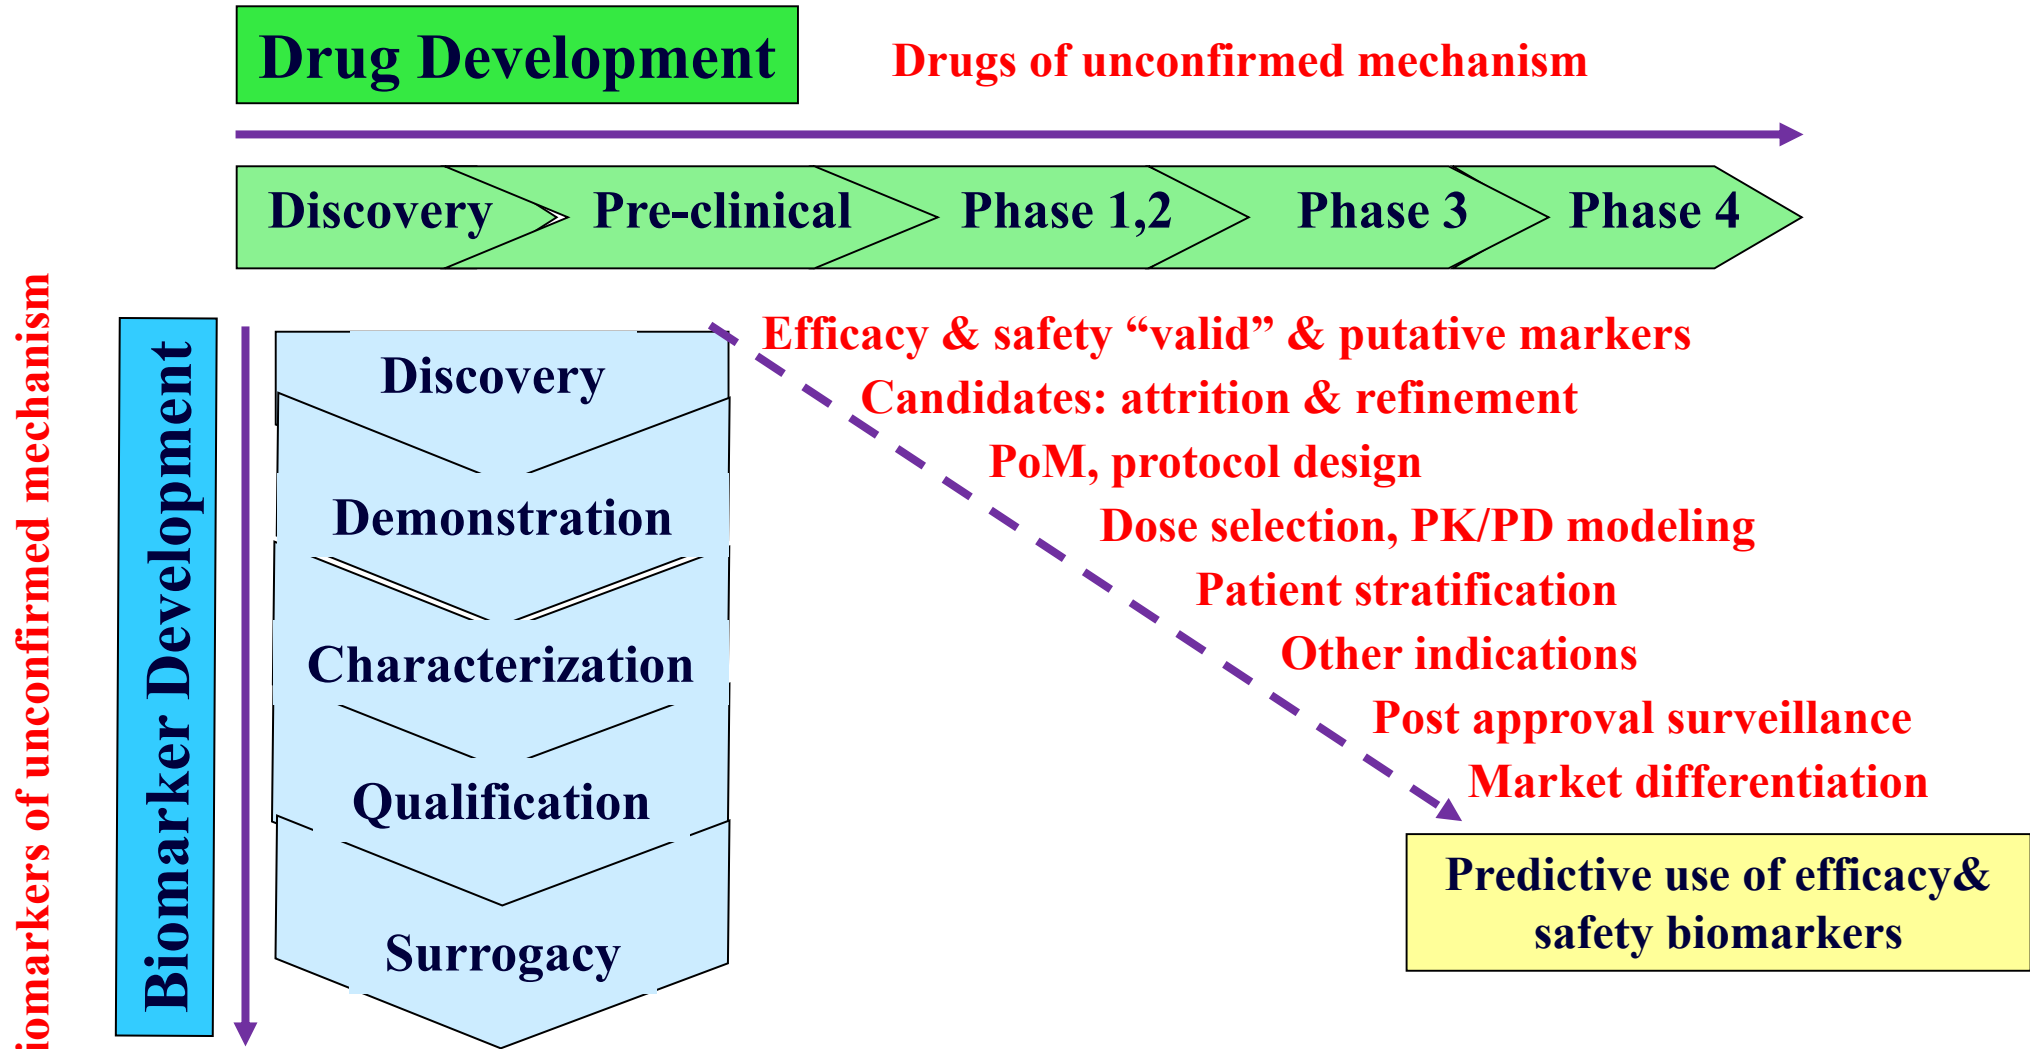 Drug Development
Drugs of unconfirmed mechanism
Discovery
Pre-clinical
Phase 1,2
Phase 3
Phase 4
iomarkers of unconfirmed mechanism
Biomarker Development
Discovery
Demonstration
Characterization
Qualification
Surrogacy
Efficacy & safety “valid” & putative markers
Candidates: attrition & refinement
PoM, protocol design
Dose selection, PK/PD modeling
Patient stratification
Other indications
Post approval surveillance
Market differentiation
Predictive use of efficacy&
safety biomarkers